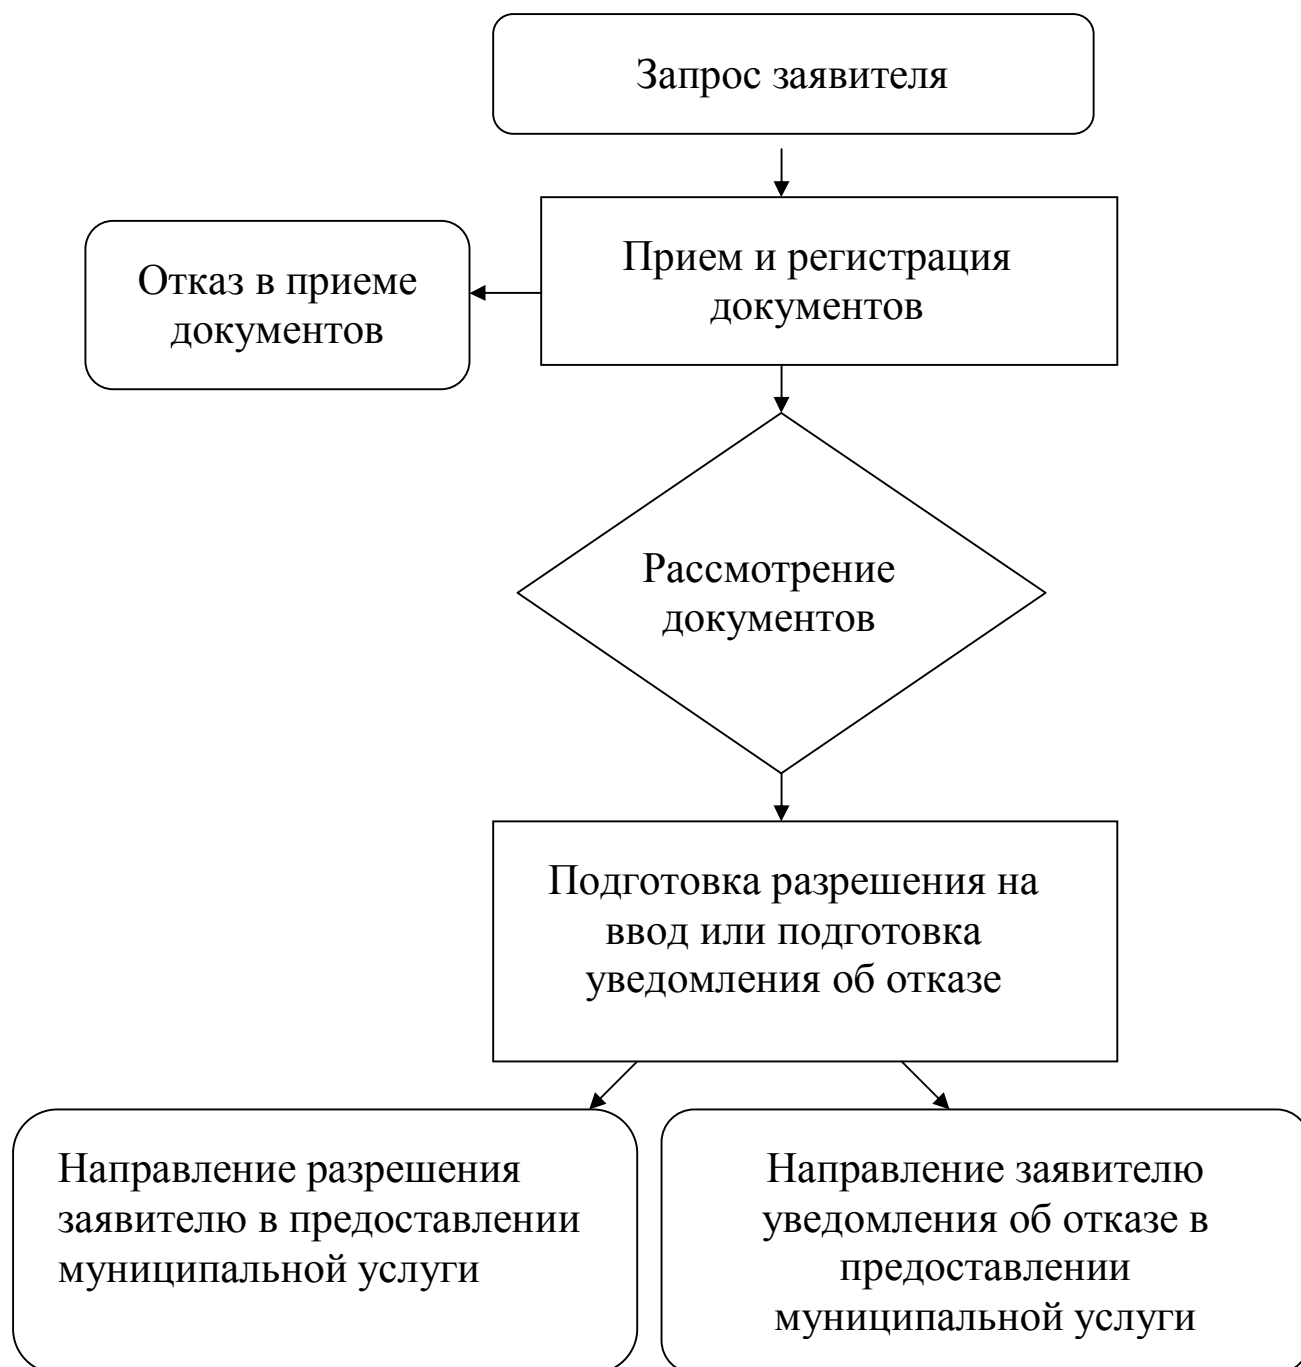 Запрос заявителя
Прием и регистрация
документов
Отказ в приеме
документов
Рассмотрение
документов
Подготовка разрешения на
ввод или подготовка
уведомления об отказе
Направление разрешения
заявителю в предоставлении
муниципальной услуги
Направление заявителю
уведомления об отказе в
предоставлении
муниципальной услуги